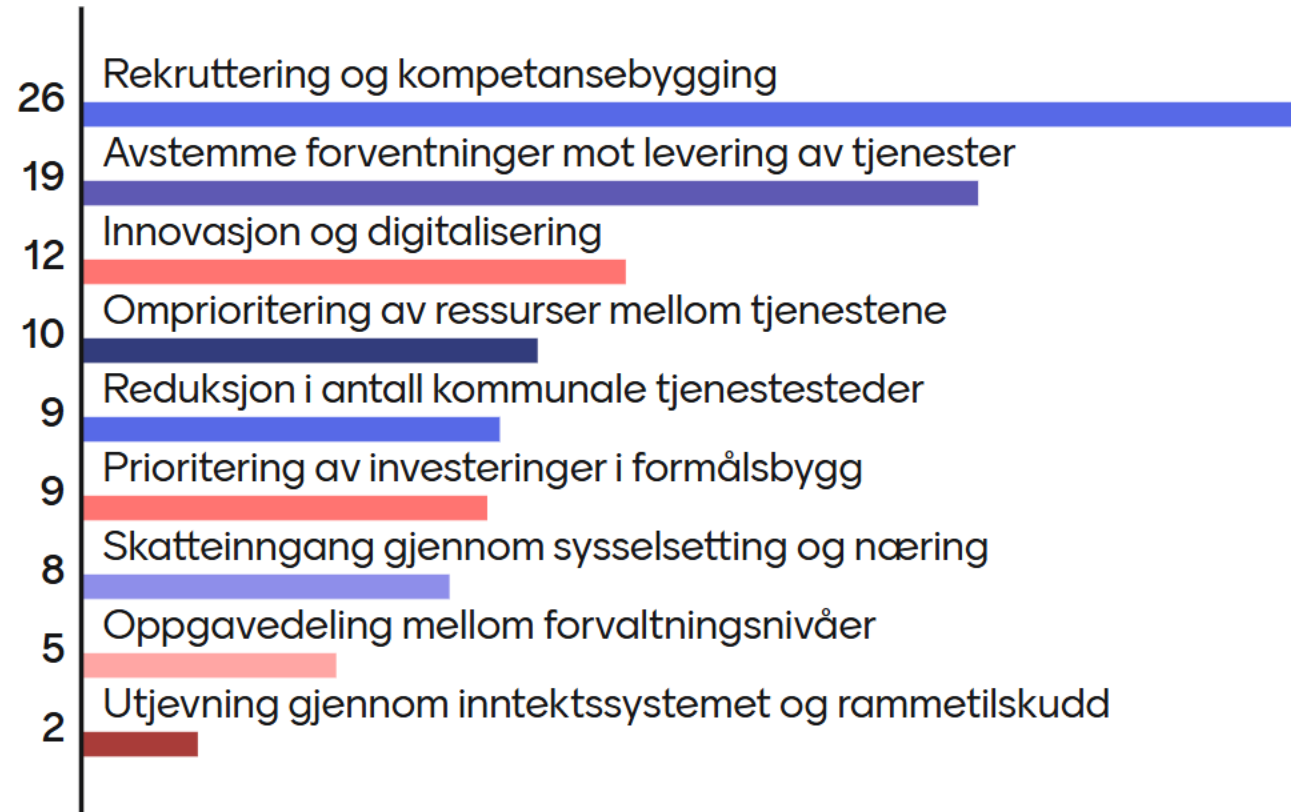 Rekruttering og kompetansebygging
26
Avstemme forventninger mot levering av tjenester
19
Innovasjon og digitalisering
12
Omprioritering av ressurser mellom tjenestene
10
Reduksjon i antall kommunale tjenestesteder
9
Prioritering av investeringer i formålsbygg
9
Skatteinngang gjennom sysselsetting og næring
8
Oppgavedeling mellom forvaltningsnivåer
5
Utjevning gjennom inntektssystemet og rammetilskudd
2